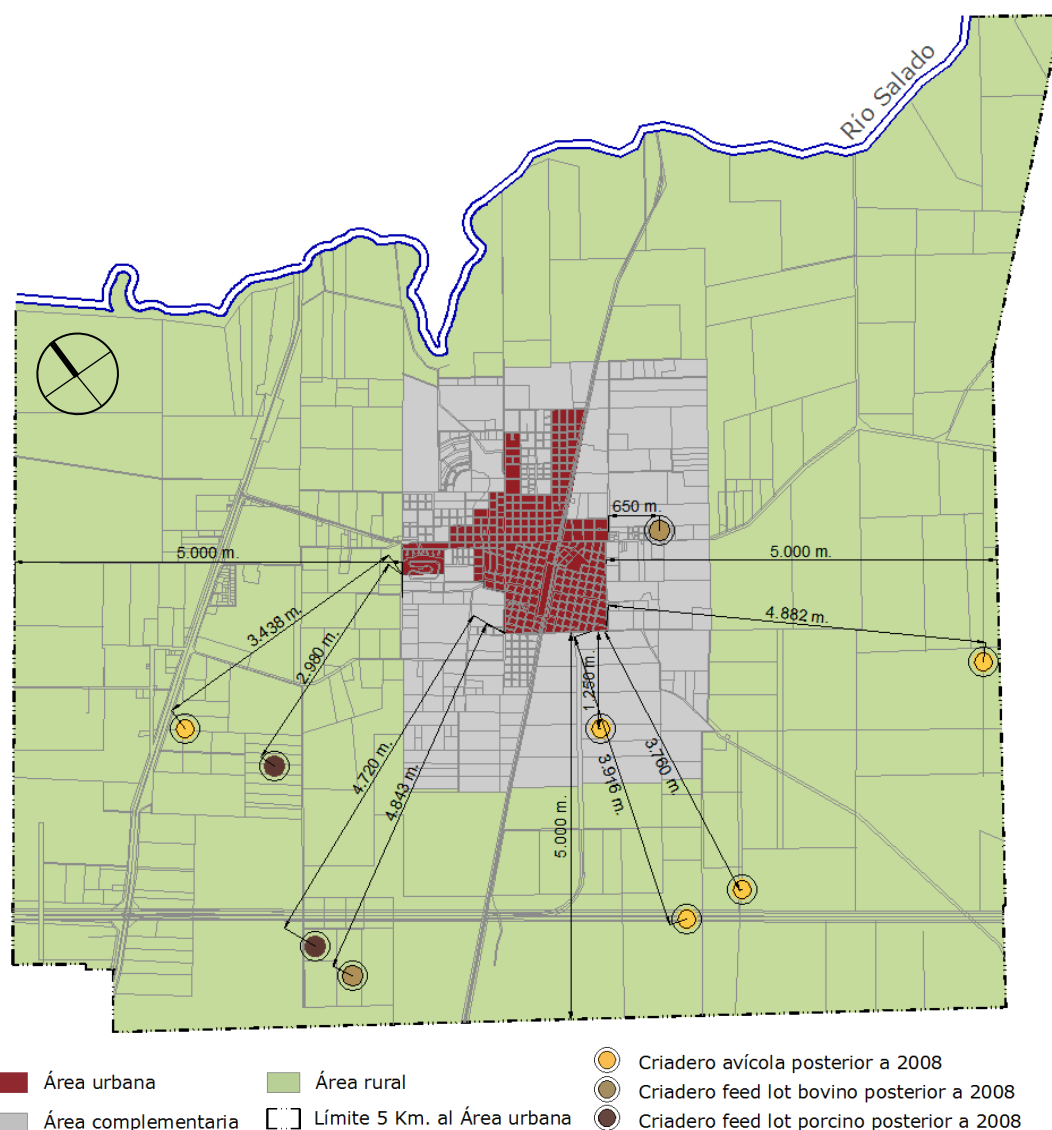 Río Salado
650 m.
5.000 m.
5.000 m.
4.882 m.
3.438 m.
2.980 m.
1.250 m.
4.720 m.
4.843 m.
3.916 m.
3.760 m.
5.000 m.
Área urbana
Área rural
Criadero avícola posterior a 2008
Criadero feed lot bovino posterior a 2008
Área complementaria
Límite 5 Km. al Área urbana
Criadero feed lot porcino posterior a 2008